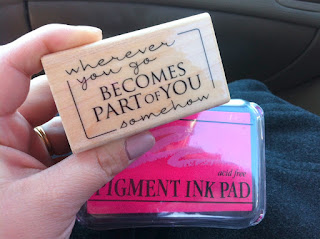 wherever
you go
BECOMES
PART OF YOU
somehow
acid free
PIGMENT INK PAD